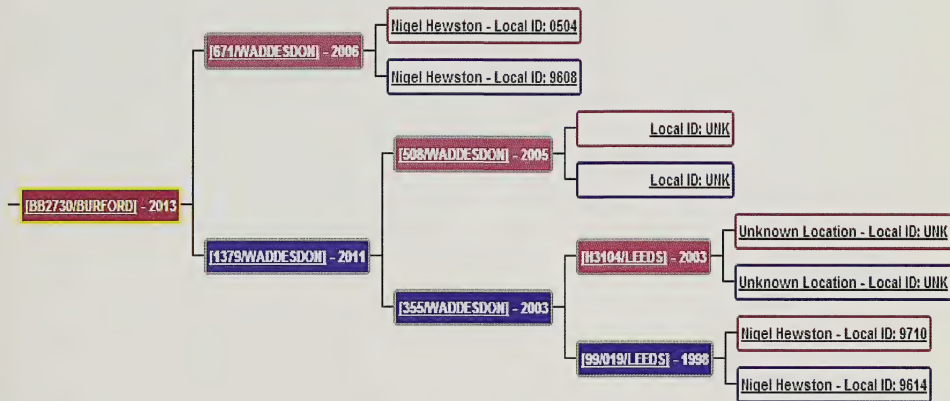 Nigel Hewston - Local ID: 0504
[671/WADDESDON] - 2006
Nigel Hewston - Local ID: 9608
Local ID: UNK
[508/WADDESDON] - 2005
Local ID: UNK
[BB2730/BURFORD] - 2013
Unknown Location - Local ID: UNK
[1379/WADDESDON] - 2011
[H3104/LEEDS] - 2003
Unknown Location - Local ID: UNK
[355/WADDESDON] - 2003
Nigel Hewston - Local ID: 9710
[99/019/LEEDS] - 1998
Nigel Hewston - Local ID: 9614